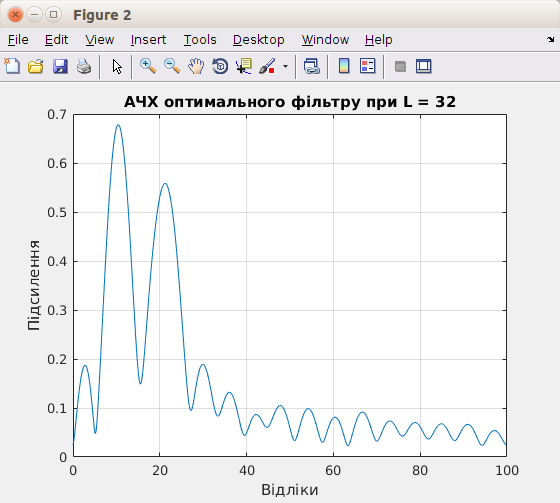 Figure 2
File Edit View Insert Tools Desktop Window Help
АЧХ оптимального фільтру при L = 32
0.7
0.6
0.5
0.4
0.3
0.2
0.1
0
Підсилення
0 20 40 60 80 100
Відліки